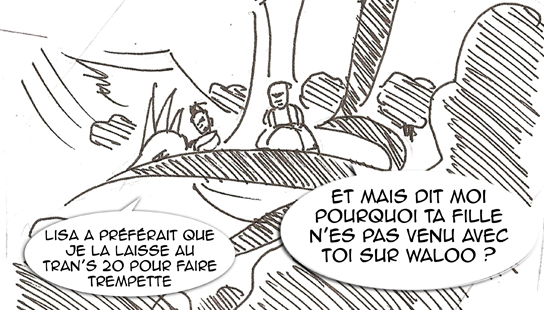 ET MAIS DIT MOI
POURQUOI TA FILLE
N'ES PAS VENU AVEC
TOI SUR WALOO ?
LISA A PRÉFÉRAIT QUE
JE LA LAISSE AU
TRAN'S 20 POUR FAIRE
TREMPETTE